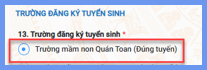 TRƯỜNG ĐĂNG KÝ TUYỂN SINH
13. Trường đăng ký tuyển sinh *
Trường mầm non Quán Toan (Đúng tuyến)